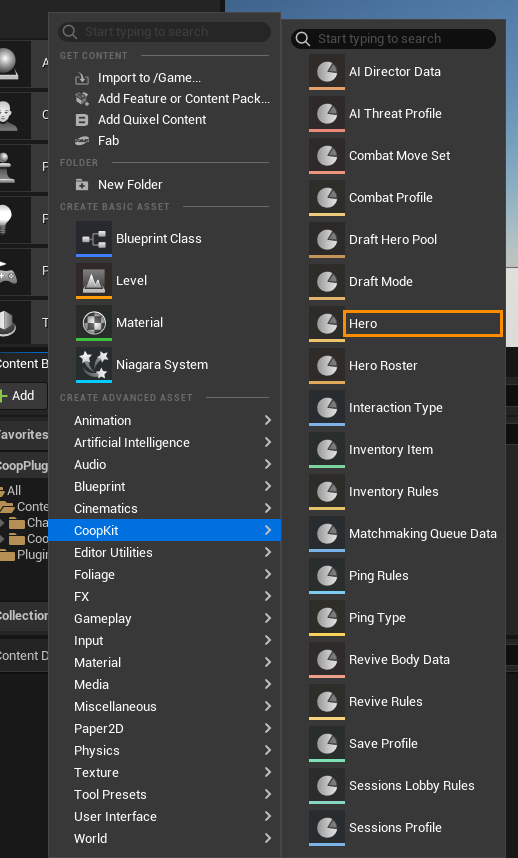 Start typing to search
GET CONTENT
Import to /Game...
Add Feature or Content Pack...
Add Quixel Content
Fab
FOLDER
New Folder
CREATE BASIC ASSET
Blueprint Class
Level
Material
Niagara System
CREATE ADVANCED ASSET
Animation
Artificial Intelligence
Audio
Blueprint
Cinematics
CoopKit
Editor Utilities
Foliage
FX
Gameplay
Input
Material
Media
Miscellaneous
Paper2D
Physics
Texture
Tool Presets
User Interface
World
Start typing to search
AI Director Data
AI Threat Profile
Combat Move Set
Combat Profile
Draft Hero Pool
Draft Mode
Hero
Hero Roster
Interaction Type
Inventory Item
Inventory Rules
Matchmaking Queue Data
Ping Rules
Ping Type
Revive Body Data
Revive Rules
Save Profile
Sessions Lobby Rules
Sessions Profile
Content B
Add
Favorites
CoopPlug
All
Conte
Cha
Coo
Plugin
Collection
Content D